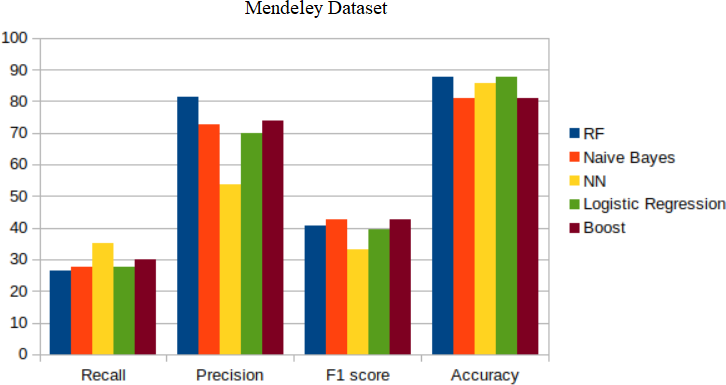 Mendeley Dataset
100
90
80
70
60
50
40
30
20
10
0
Recall
Precision
F1 score
Accuracy
RF
Naive Bayes
NN
Logistic Regression
Boost